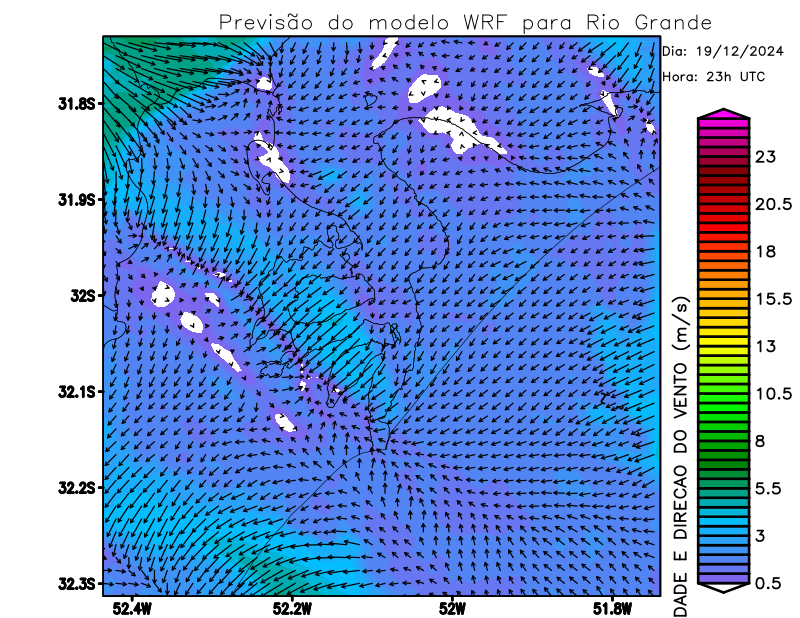 Previsão do modelo WRF para Rio Grande
Dia: 19/12/2024
Hora: 23h UTC
31.8S
31.9S
32S
32.1S
32.2S
32.3S
52.4W
52.2W
52W
51.8W
DADE E DIRECAO DO VENTO (m/s)
23
20.5
18
15.5
13
10.5
8
5.5
3
0.5